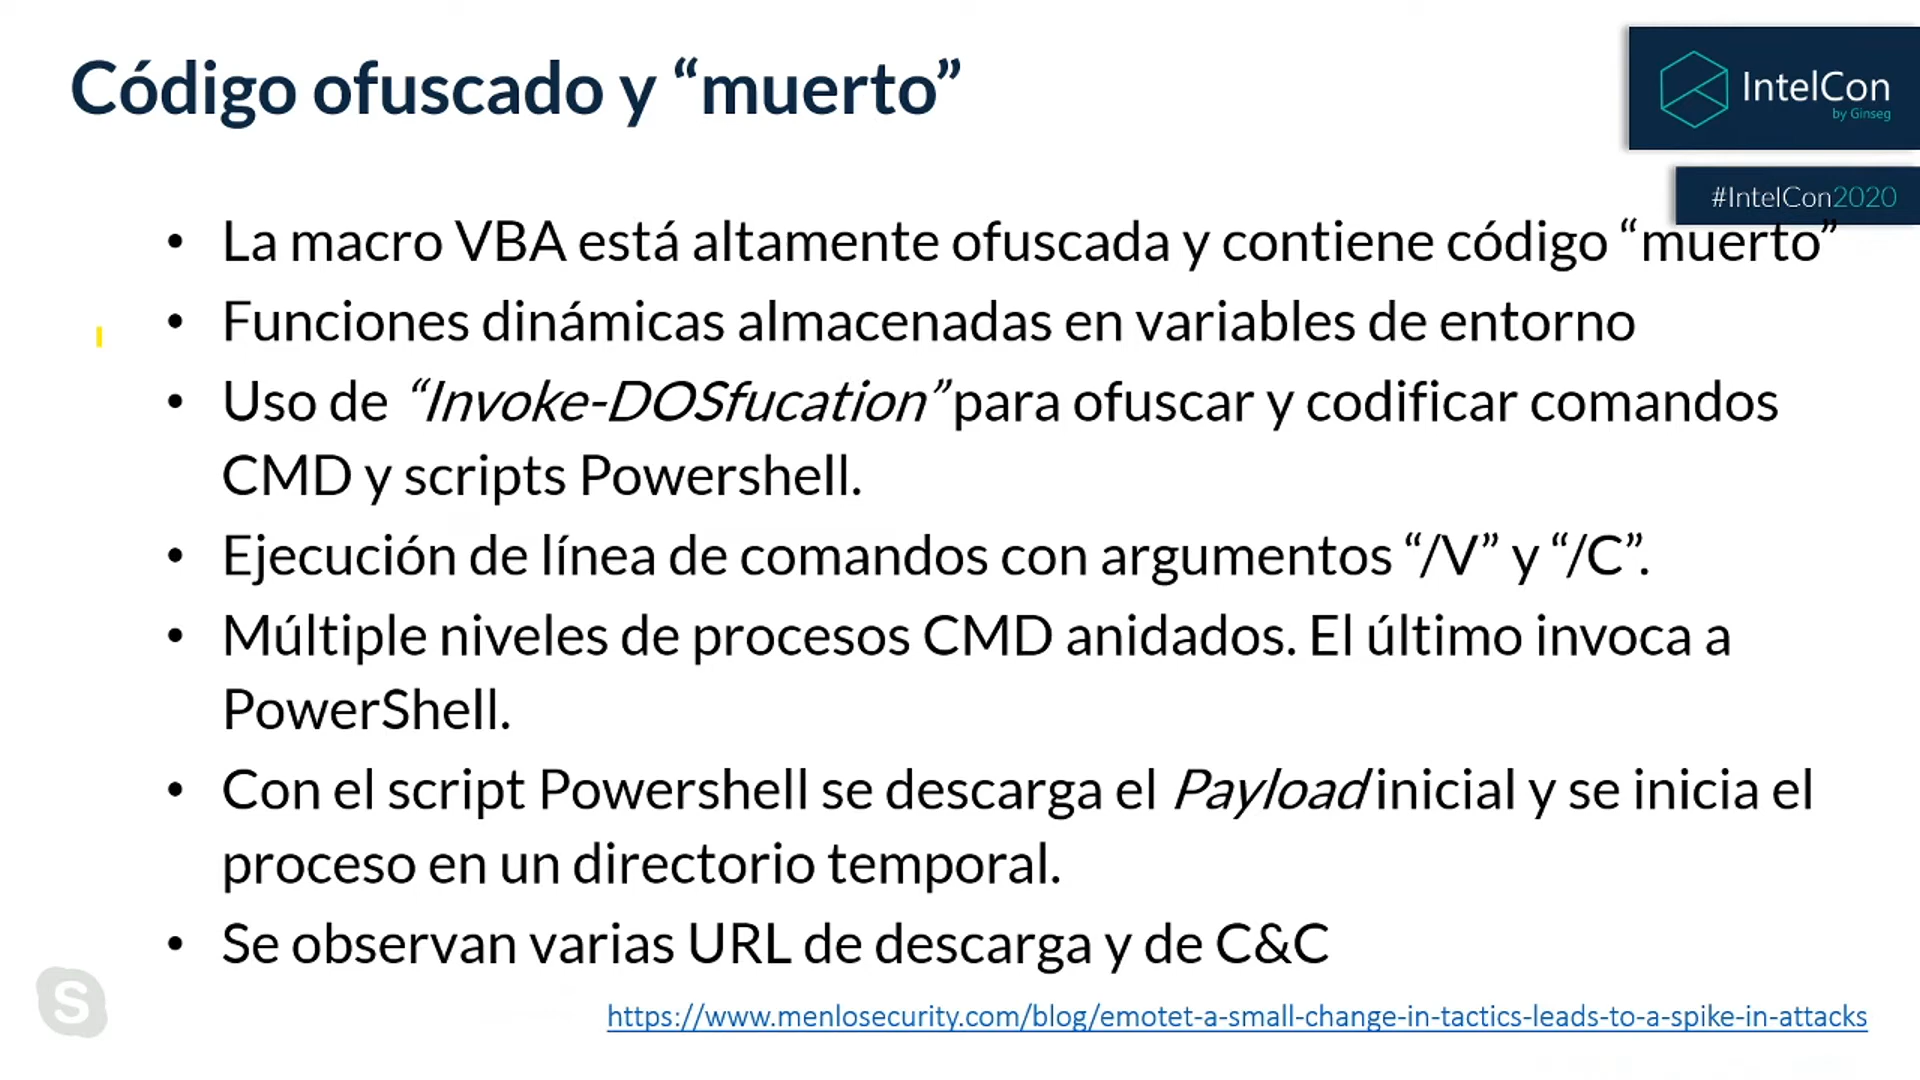 Código ofuscado y “muerto”
IntelCon
by Ginseg
#IntelCon2020
• La macro VBA está altamente ofuscada y contiene código “muerto”
• Funciones dinámicas almacenadas en variables de entorno
• Uso de “Invoke-DOSfucation” para ofuscar y codificar comandos
CMD y scripts Powershell.
• Ejecución de línea de comandos con argumentos “/V” y “/C”.
• Múltiple niveles de procesos CMD anidados. El último invoca a
PowerShell.
• Con el script Powershell se descarga el Payload inicial y se inicia el
proceso en un directorio temporal.
• Se observan varias URL de descarga y de C&C
https://www.menlosecurity.com/blog/emotet-a-small-change-in-tactics-leads-to-a-spike-in-attacks